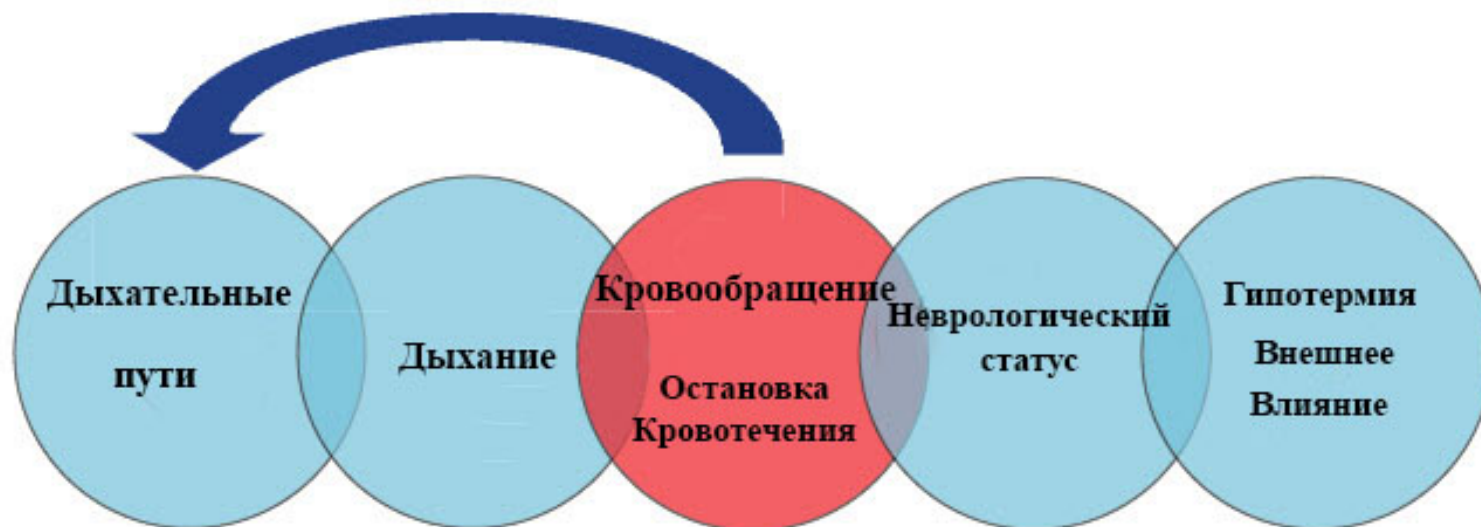 Дыхательные
пути
Дыхание
Кровообращение
Остановка
Кровотечения
Неврологический
статус
Гипотермия
Внешнее
Влияние